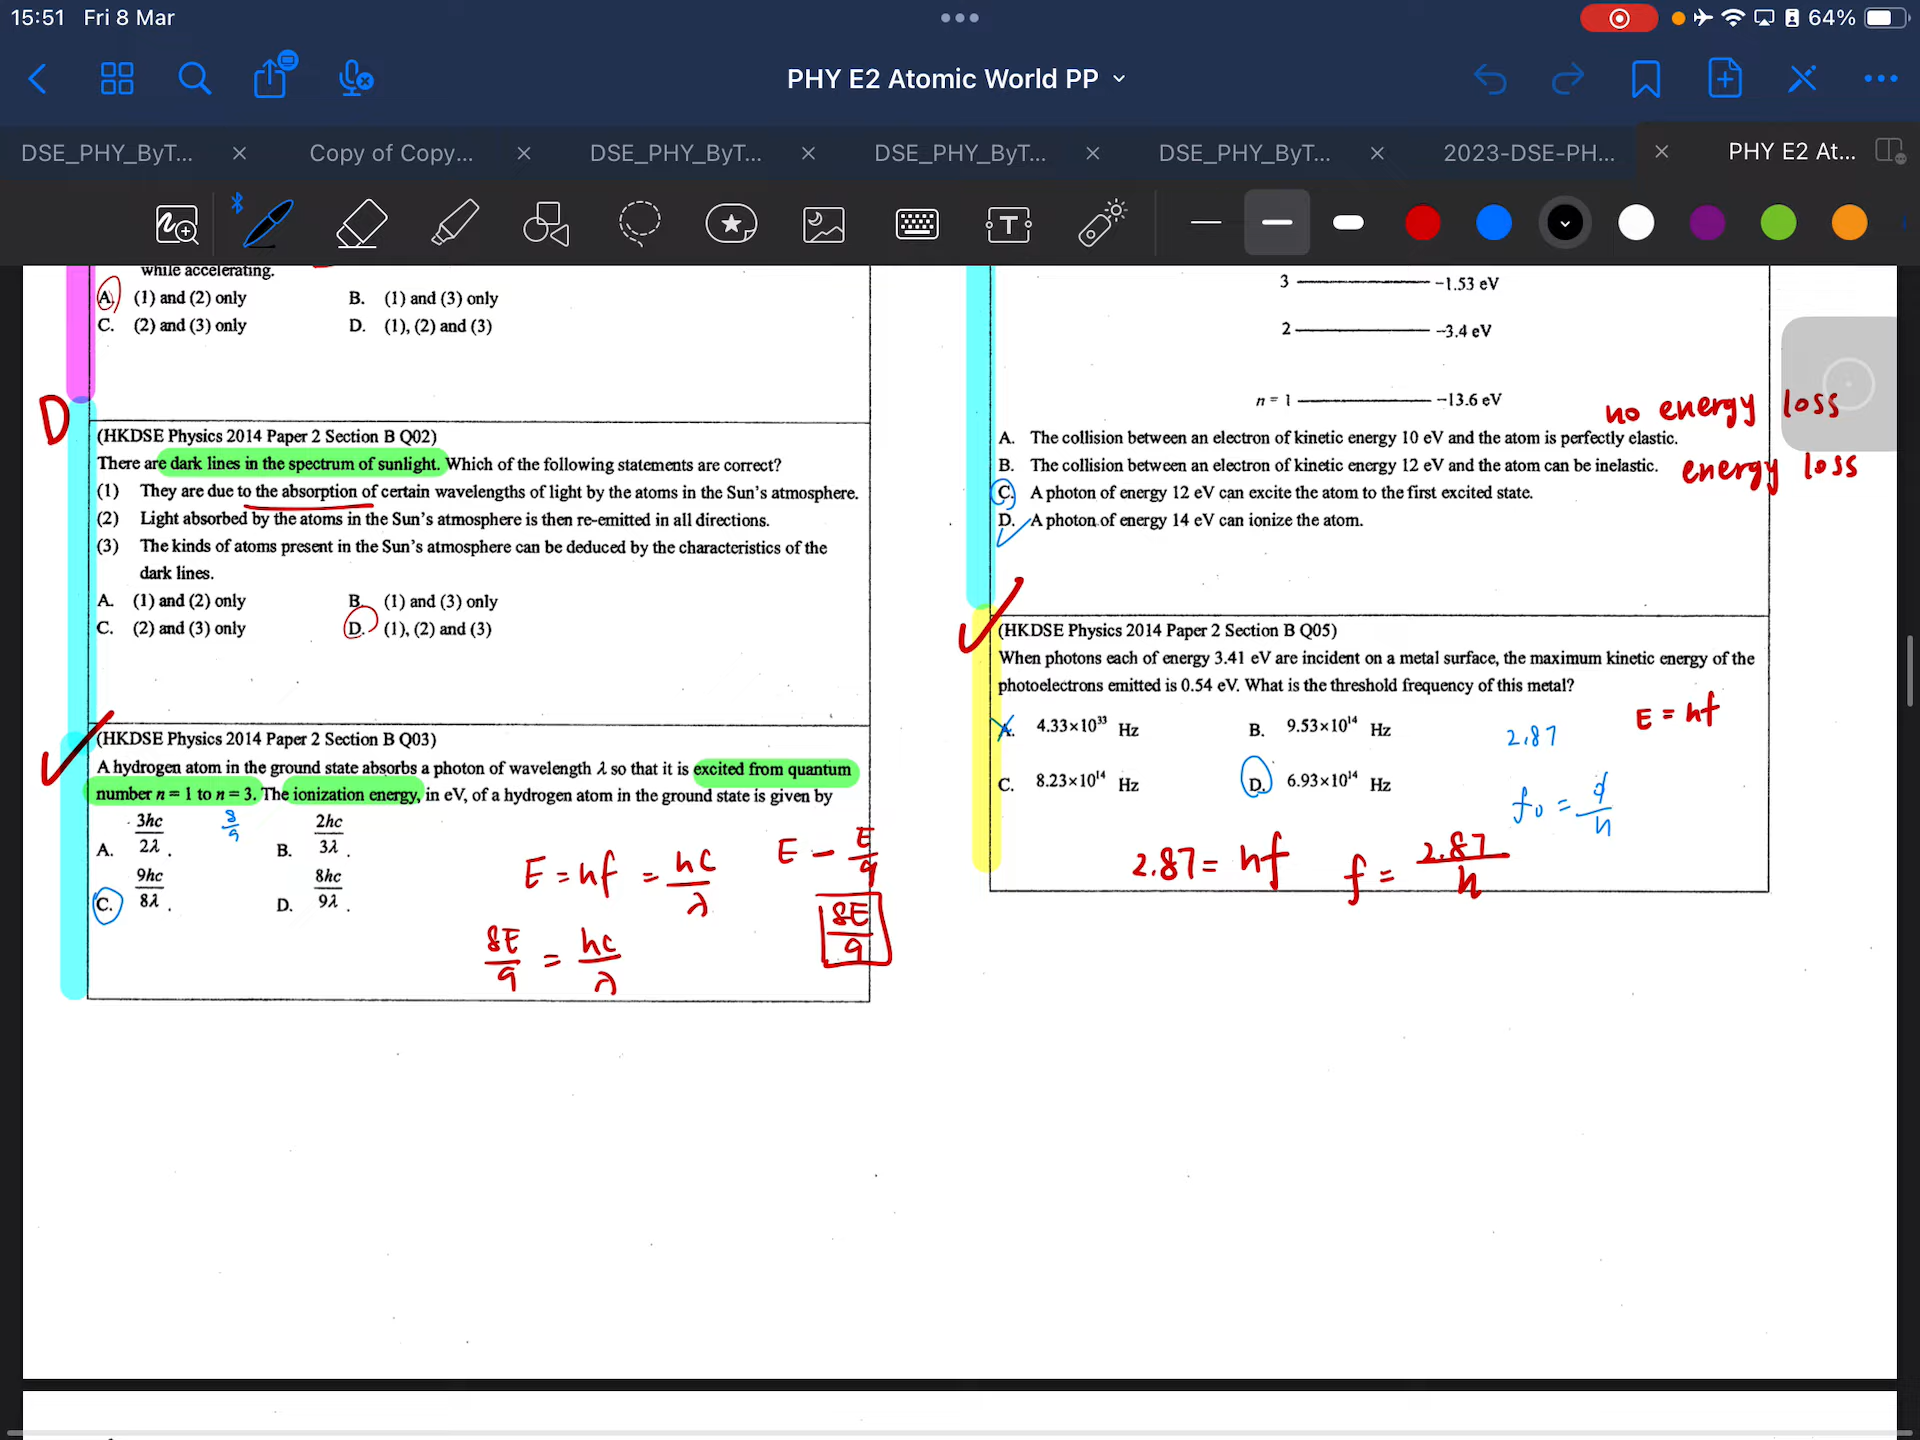 15:51 Fri 8 Mar
64%
PHY E2 Atomic World PP
DSE_PHY_ByT...
Copy of Copy...
DSE_PHY_ByT...
DSE_PHY_ByT...
DSE_PHY_ByT...
2023-DSE-PH...
PHY E2 At...
while accelerating.
A. (1) and (2) only B. (1) and (3) only
C. (2) and (3) only D. (1), (2) and (3)
D
(HKDSE Physics 2014 Paper 2 Section B Q02)
There are dark lines in the spectrum of sunlight. Which of the following statements are correct?
(1) They are due to the absorption of certain wavelengths of light by the atoms in the Sun's atmosphere.
(2) Light absorbed by the atoms in the Sun's atmosphere is then re-emitted in all directions.
(3) The kinds of atoms present in the Sun's atmosphere can be deduced by the characteristics of the
dark lines.
A. (1) and (2) only B. (1) and (3) only
C. (2) and (3) only D. (1), (2) and (3)
(HKDSE Physics 2014 Paper 2 Section B Q03)
A hydrogen atom in the ground state absorbs a photon of wavelength λ so that it is excited from quantum
number n = 1 to n = 3. The ionization energy, in eV, of a hydrogen atom in the ground state is given by
8/9
A. 3hc/2λ . B. 2hc/3λ .
C. 9hc/8λ . D. 8hc/9λ .
E = hf = hc/λ
E - E/9
8E/9
8E/9 = hc/λ
3 -1.53 eV
2 -3.4 eV
n = 1 -13.6 eV
no energy loss
A. The collision between an electron of kinetic energy 10 eV and the atom is perfectly elastic.
B. The collision between an electron of kinetic energy 12 eV and the atom can be inelastic.
energy loss
C. A photon of energy 12 eV can excite the atom to the first excited state.
D. A photon of energy 14 eV can ionize the atom.
(HKDSE Physics 2014 Paper 2 Section B Q05)
When photons each of energy 3.41 eV are incident on a metal surface, the maximum kinetic energy of the
photoelectrons emitted is 0.54 eV. What is the threshold frequency of this metal?
A. 4.33×10³³ Hz B. 9.53×10¹⁴ Hz
C. 8.23×10¹⁴ Hz D. 6.93×10¹⁴ Hz
2.87
E = hf
f₀ = ϕ/h
2.87 = hf f = 2.87/h